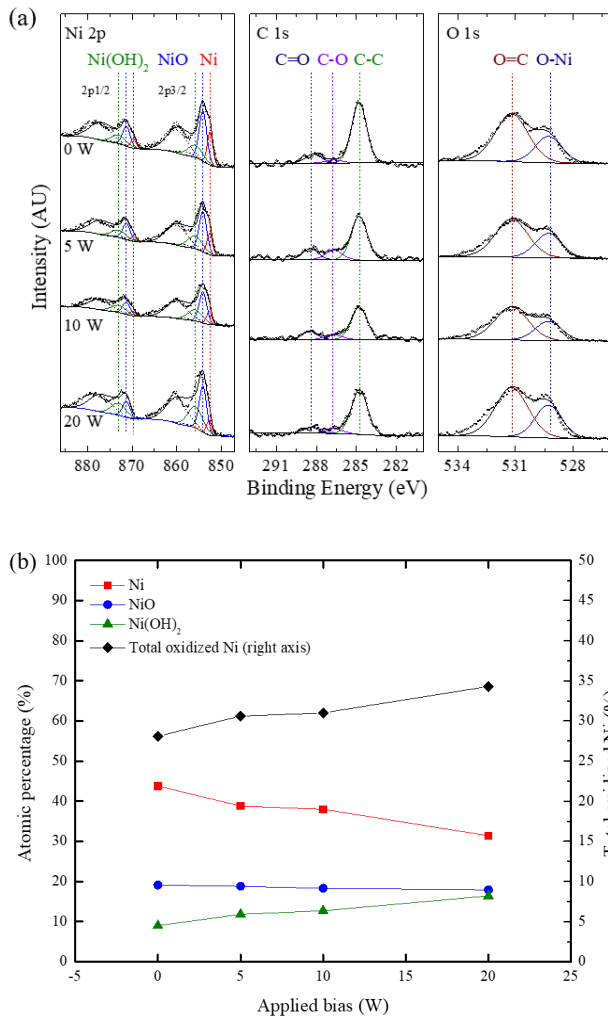 (a)
Ni 2p
Ni(OH)2 NiO Ni
2p1/2 2p3/2
0 W
5 W
10 W
20 W
880 870 860 850
C 1s
C=O C-O C-C
291 288 285 282
O 1s
O=C O-Ni
534 531 528
Intensity (AU)
Binding Energy (eV)
(b)
100
90
80
70
60
50
40
30
20
10
0
Atomic percentage (%)
Ni
NiO
Ni(OH)2
Total oxidized Ni (right axis)
50
45
40
35
30
25
20
15
10
5
0
Total oxidized Ni (%)
-5 0 5 10 15 20 25
Applied bias (W)